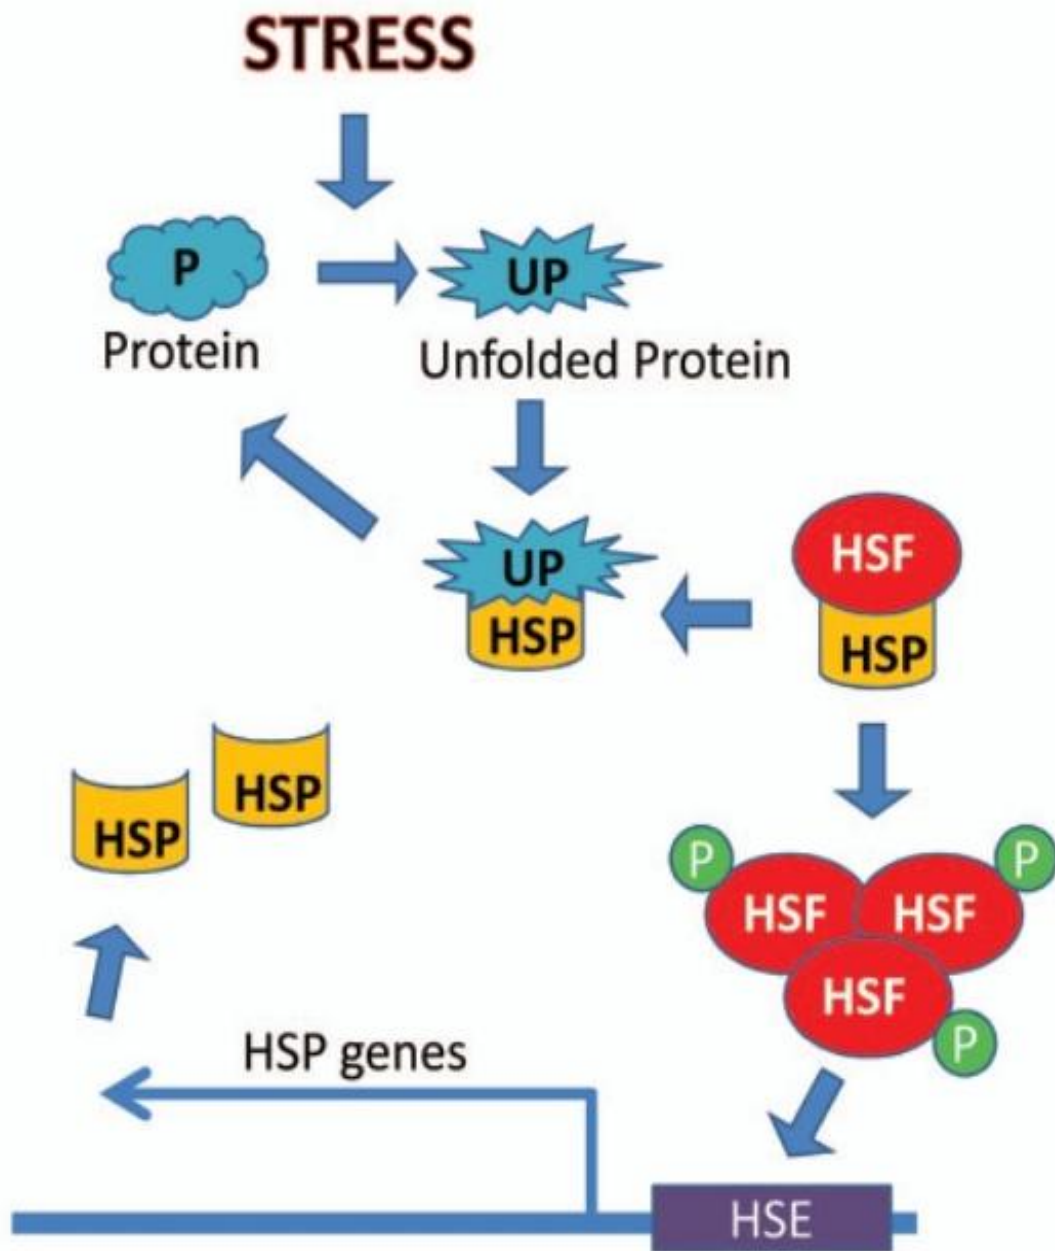 STRESS
P
UP
Protein
Unfolded Protein
UP
HSP
HSF
HSP
HSP
HSP
P
P
HSF
HSF
HSF
P
HSP genes
HSE